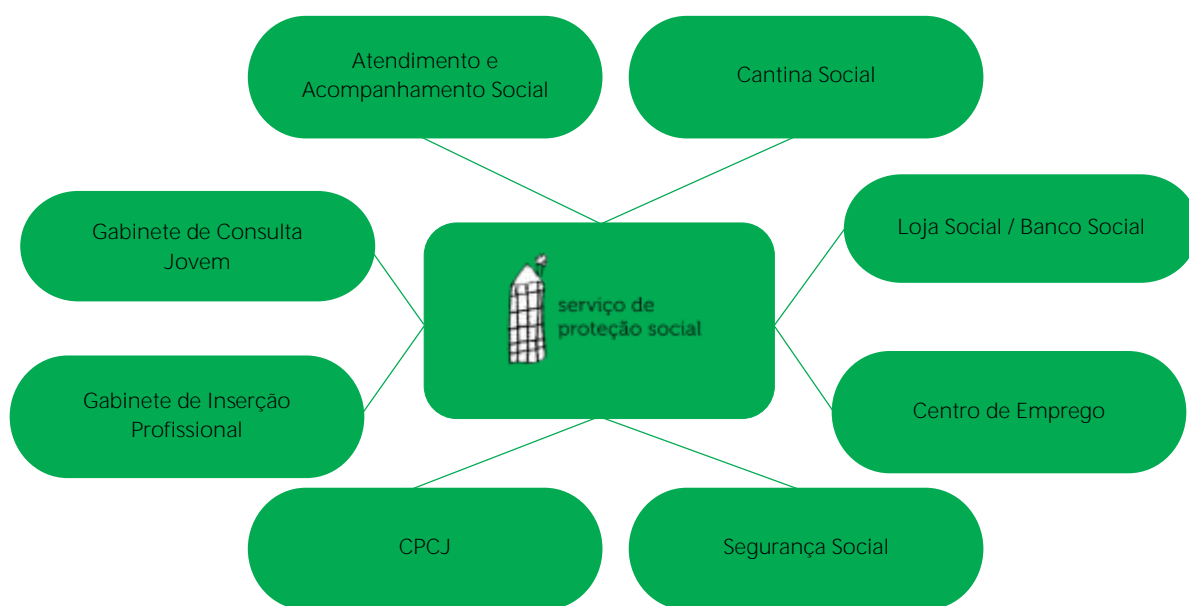 Atendimento e
Acompanhamento Social
Cantina Social
Gabinete de Consulta
Jovem
Loja Social / Banco Social
serviço de
proteção social
Gabinete de Inserção
Profissional
Centro de Emprego
CPCJ
Segurança Social